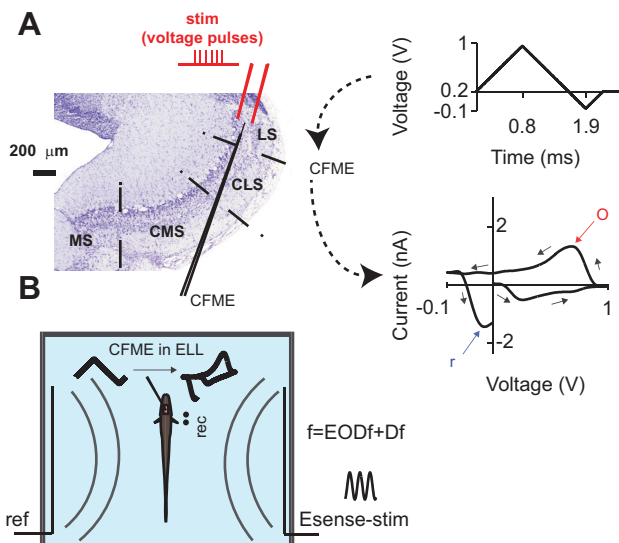 A
stim
(voltage pulses)
200 μm
LS
CLS
CMS
MS
CFME
CFME
Voltage (V)
1
0.2
-0.1
0.8
1.9
Time (ms)
Current (nA)
2
-0.1
1
-2
O
r
Voltage (V)
B
CFME in ELL
rec
ref
f=EODf+Df
Esense-stim